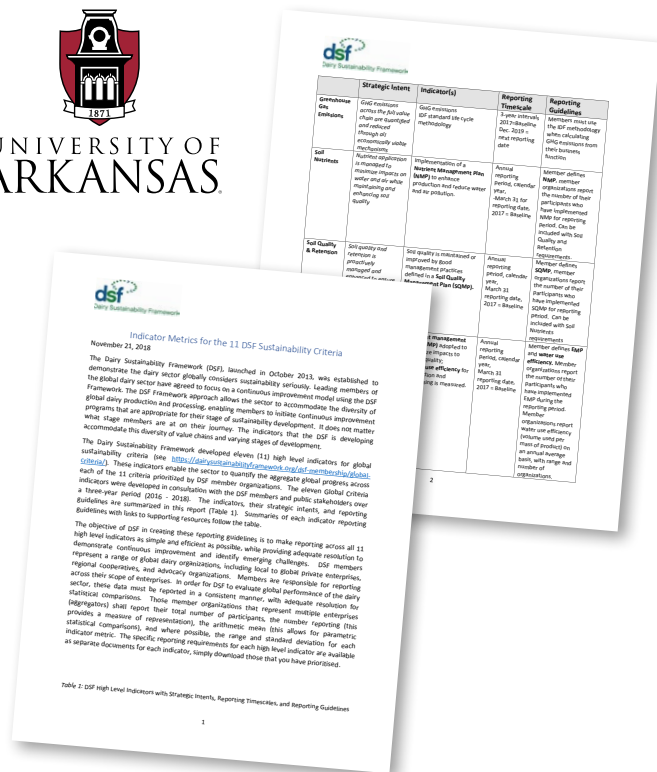 1871
UNIVERSITY OF
ARKANSAS
dsf
Dairy Sustainability Framework
Strategic Intent Indicator(s) Reporting Timescale Reporting Guidelines
Greenhouse Gas Emissions
GHG emissions
across the full value
chain are quantified
and reduced
through all
economically viable
mechanisms
GHG emissions
IDF standard life cycle
methodology
3-year intervals,
2017=Baseline
Dec. 2019 =
next reporting
date
Members must use
the IDF methodology
when calculating
GHG emissions from
their business
function
Soil
Nutrients
Nutrient application
is managed to
minimize impacts on
water and air while
maintaining and
enhancing soil
quality
Implementation of a
Nutrient Management Plan
(NMP) to enhance
production and reduce water
and air pollution.
Annual
reporting
period, calendar
year,
-March 31 for
reporting date,
2017 = Baseline
Member defines
NMP, member
organizations report
the number of their
participants who
have implemented
NMP for reporting
period. Can be
included with Soil
Quality and
Retention
requirements
Soil Quality
& Retention
Soil quality and
retention is
proactively
managed and
Soil quality is maintained or
improved by good
management practices
defined in a Soil Quality
Management Plan (SQMP).
Annual
reporting
period, calendar
year,
March 31
reporting date,
2017 = Baseline
Member defines
SQMP, member
organizations report
the number of their
participants who
have implemented
SQMP for reporting
period. Can be
included with Soil
Nutrients
requirements
management
adopted to
impacts to
quality;
use efficiency for
and
is measured.
Annual
reporting
period, calendar
year,
March 31
reporting date,
2017 = Baseline
Member defines EMP
and water use
efficiency. Member
organizations report
the number of their
Participants who
have implemented
EMP during the
reporting period.
Member
organizations report
water use efficiency
(volume used per
mass of product) on
an annual average
basis, with range and
number of
organizations.
2
dsf
Dairy Sustainability Framework
Indicator Metrics for the 11 DSF Sustainability Criteria
November 21, 2018
The Dairy Sustainability Framework (DSF), launched in October 2013, was established to
demonstrate the dairy sector globally considers sustainability seriously. Leading members of
the global dairy sector have agreed to focus on a continuous improvement model using the DSF
Framework. The DSF Framework approach allows the sector to accommodate the diversity of
global dairy production and processing, enabling members to initiate continuous improvement
programs that are appropriate for their stage of sustainability development. It does not matter
what stage members are at on their journey. The indicators that the DSF is developing
accommodate this diversity of value chains and varying stages of development.
The Dairy Sustainability Framework developed eleven (11) high level indicators for global
sustainability criteria (see https://dairysustainabilityframework.org/dsf-membership/global-
criteria/). These indicators enable the sector to quantify the aggregate global progress across
each of the 11 criteria prioritized by DSF member organizations. The eleven Global Criteria
indicators were developed in consultation with the DSF members and public stakeholders over
a three-year period (2016 - 2018). The indicators, their strategic intents, and reporting
guidelines are summarized in this report (Table 1). Summaries of each indicator reporting
guidelines with links to supporting resources follow the table.
The objective of DSF in creating these reporting guidelines is to make reporting across all 11
high level indicators as simple and efficient as possible, while providing adequate resolution to
demonstrate continuous improvement and identify emerging challenges. DSF members
represent a range of global dairy organizations, including local to global private enterprises,
regional cooperatives, and advocacy organizations. Members are responsible for reporting
across their scope of enterprises. In order for DSF to evaluate global performance of the dairy
sector, these data must be reported in a consistent manner, with adequate resolution for
statistical comparisons. Those member organizations that represent multiple enterprises
(aggregators) shall report their total number of participants, the number reporting (this
provides a measure of representation), the arithmetic mean (this allows for parametric
statistical comparisons), and where possible, the range and standard deviation for each
indicator metric. The specific reporting requirements for each high level indicator are available
as separate documents for each indicator, simply download those that you have prioritised.
Table 1: DSF High Level Indicators with Strategic Intents, Reporting Timescales, and Reporting Guidelines
1